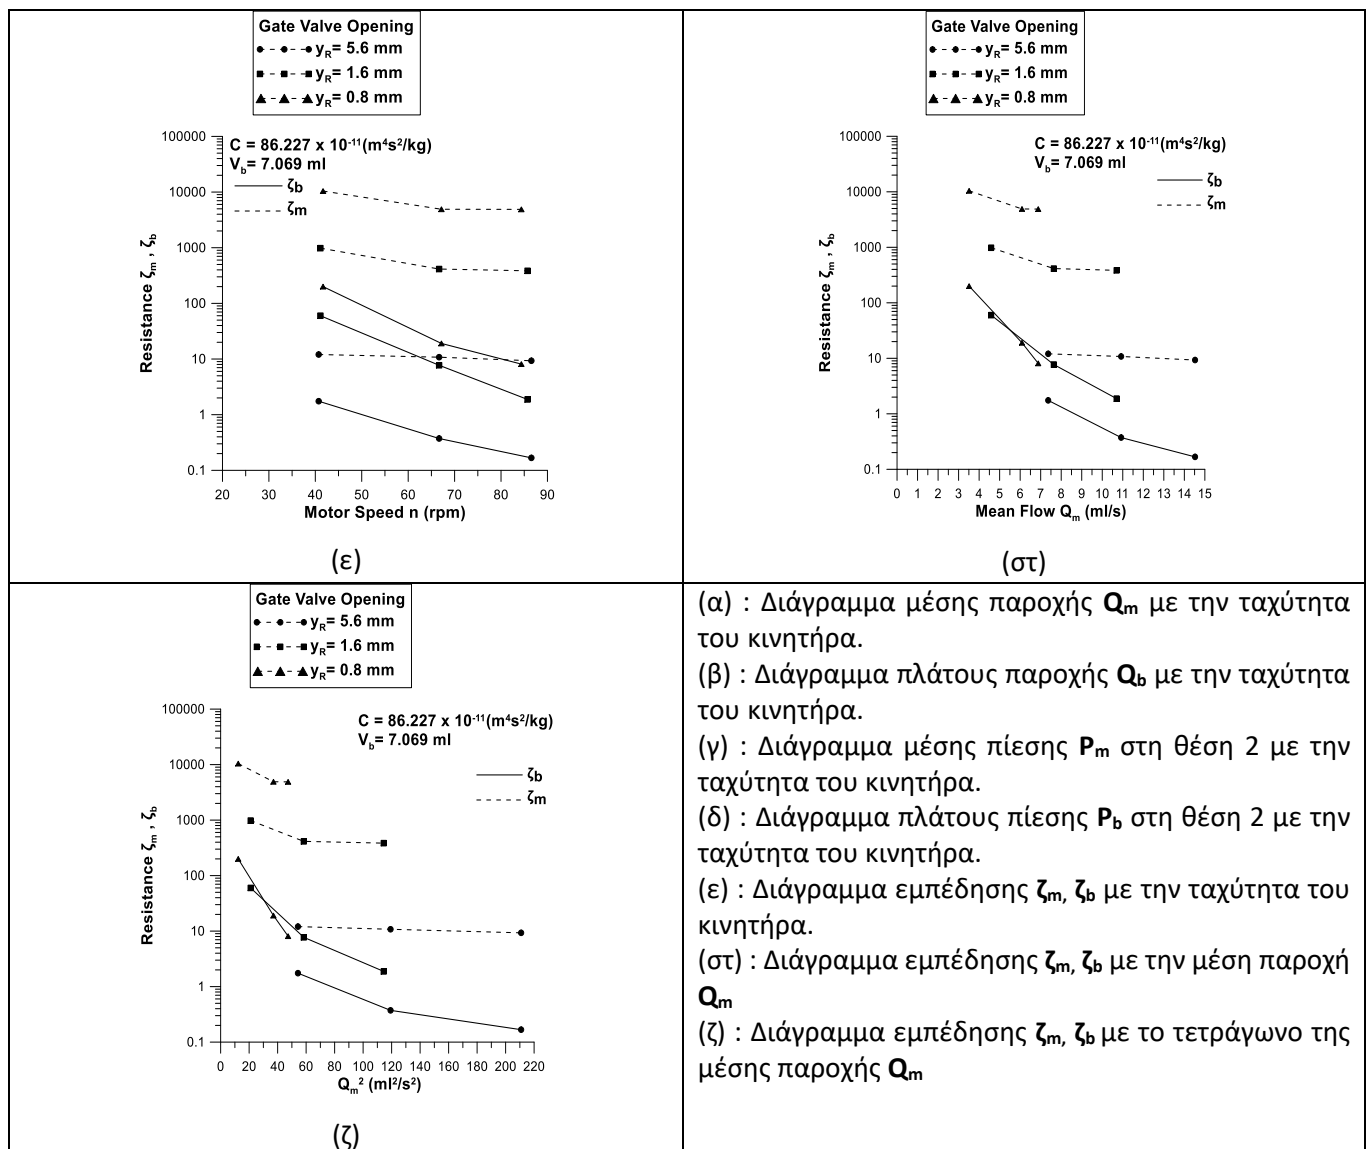 Gate Valve Opening
y_R= 5.6 mm
y_R= 1.6 mm
y_R= 0.8 mm
C = 86.227 x 10⁻¹¹(m⁴s²/kg)
V_b= 7.069 ml
ζb
ζm
Resistance ζ_m , ζ_b
100000
10000
1000
100
10
1
0.1
20 30 40 50 60 70 80 90
Motor Speed n (rpm)
(ε)
Gate Valve Opening
y_R= 5.6 mm
y_R= 1.6 mm
y_R= 0.8 mm
C = 86.227 x 10⁻¹¹(m⁴s²/kg)
V_b= 7.069 ml
ζb
ζm
Resistance ζ_m , ζ_b
100000
10000
1000
100
10
1
0.1
0 1 2 3 4 5 6 7 8 9 10 11 12 13 14 15
Mean Flow Q_m (ml/s)
(στ)
Gate Valve Opening
y_R= 5.6 mm
y_R= 1.6 mm
y_R= 0.8 mm
C = 86.227 x 10⁻¹¹(m⁴s²/kg)
V_b= 7.069 ml
ζb
ζm
Resistance ζ_m , ζ_b
100000
10000
1000
100
10
1
0.1
0 20 40 60 80 100 120 140 160 180 200 220
Q_m² (ml²/s²)
(ζ)
(α) : Διάγραμμα μέσης παροχής Q_m με την ταχύτητα
του κινητήρα.
(β) : Διάγραμμα πλάτους παροχής Q_b με την ταχύτητα
του κινητήρα.
(γ) : Διάγραμμα μέσης πίεσης P_m στη θέση 2 με την
ταχύτητα του κινητήρα.
(δ) : Διάγραμμα πλάτους πίεσης P_b στη θέση 2 με την
ταχύτητα του κινητήρα.
(ε) : Διάγραμμα εμπέδησης ζ_m, ζ_b με την ταχύτητα του
κινητήρα.
(στ) : Διάγραμμα εμπέδησης ζ_m, ζ_b με την μέση παροχή
Q_m
(ζ) : Διάγραμμα εμπέδησης ζ_m, ζ_b με το τετράγωνο της
μέσης παροχής Q_m